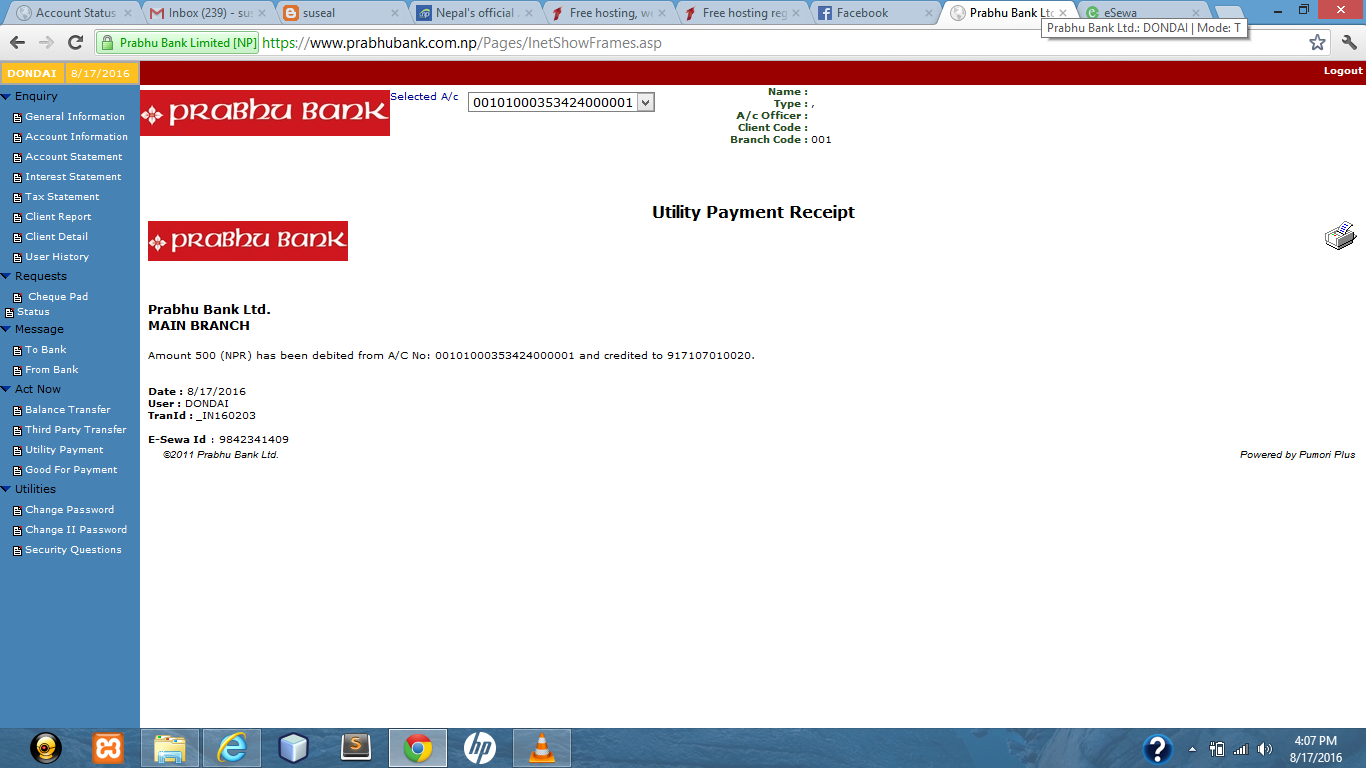 Account Status
Inbox (239) - su
suseal
Nepal's official
Free hosting, we
Free hosting reg
Facebook
Prabhu Bank Lt
eSewa
Prabhu Bank Ltd.: DONDAI | Mode: T
Prabhu Bank Limited [NP]
https://www.prabhubank.com.np/Pages/InetShowFrames.asp
DONDAI
8/17/2016
Logout
Enquiry
General Information
Account Information
Account Statement
Interest Statement
Tax Statement
Client Report
Client Detail
User History
Requests
Cheque Pad
Status
Message
To Bank
From Bank
Act Now
Balance Transfer
Third Party Transfer
Utility Payment
Good For Payment
Utilities
Change Password
Change II Password
Security Questions
PRABHU BANK
Selected A/c
00101000353424000001
Name :
Type : ,
A/c Officer :
Client Code :
Branch Code : 001
Utility Payment Receipt
PRABHU BANK
Prabhu Bank Ltd.
MAIN BRANCH
Amount 500 (NPR) has been debited from A/C No: 00101000353424000001 and credited to 917107010020.
Date : 8/17/2016
User : DONDAI
TranId : _IN160203
E-Sewa Id : 9842341409
©2011 Prabhu Bank Ltd.
Powered by Pumori Plus
hp
4:07 PM
8/17/2016